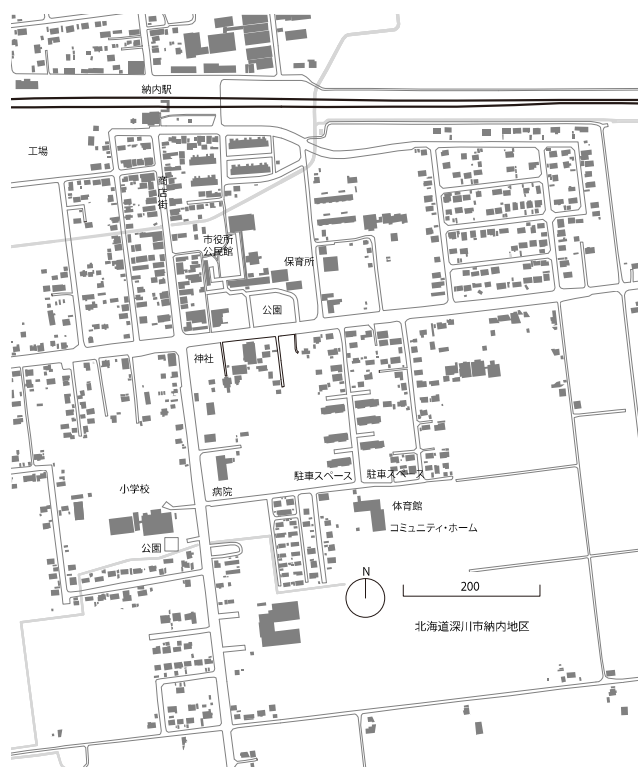 納内駅
工場
商店街
市役所
公民館
保育所
公園
神社
駐車スペース
駐車スペース
小学校
病院
体育館
コミュニティ・ホーム
公園
N
200
北海道深川市納内地区